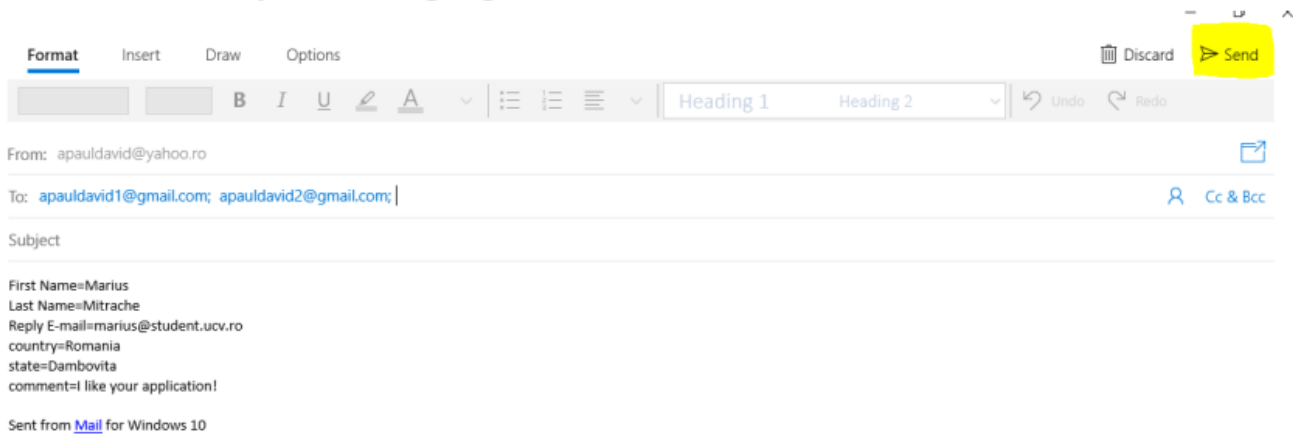 Format Insert Draw Options Discard Send
B I U A Heading 1 Heading 2 Undo Redo
From: apauldavid@yahoo.ro
To: apauldavid1@gmail.com; apauldavid2@gmail.com; Cc & Bcc
Subject
First Name=Marius
Last Name=Mitrache
Reply E-mail=marius@student.ucv.ro
country=Romania
state=Dambovita
comment=I like your application!
Sent from Mail for Windows 10